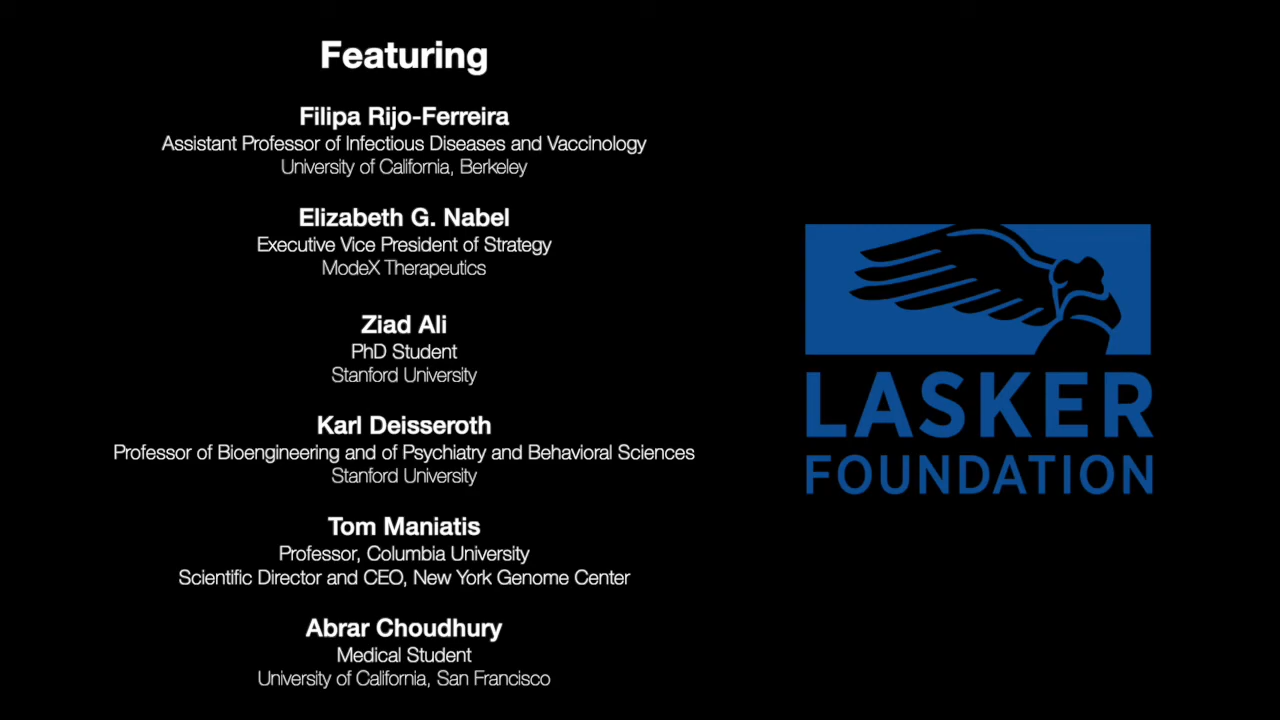 Featuring
Filipa Rijo-Ferreira
Assistant Professor of Infectious Diseases and Vaccinology
University of California, Berkeley
Elizabeth G. Nabel
Executive Vice President of Strategy
ModeX Therapeutics
Ziad Ali
PhD Student
Stanford University
Karl Deisseroth
Professor of Bioengineering and of Psychiatry and Behavioral Sciences
Stanford University
Tom Maniatis
Professor, Columbia University
Scientific Director and CEO, New York Genome Center
Abrar Choudhury
Medical Student
University of California, San Francisco
LASKER
FOUNDATION